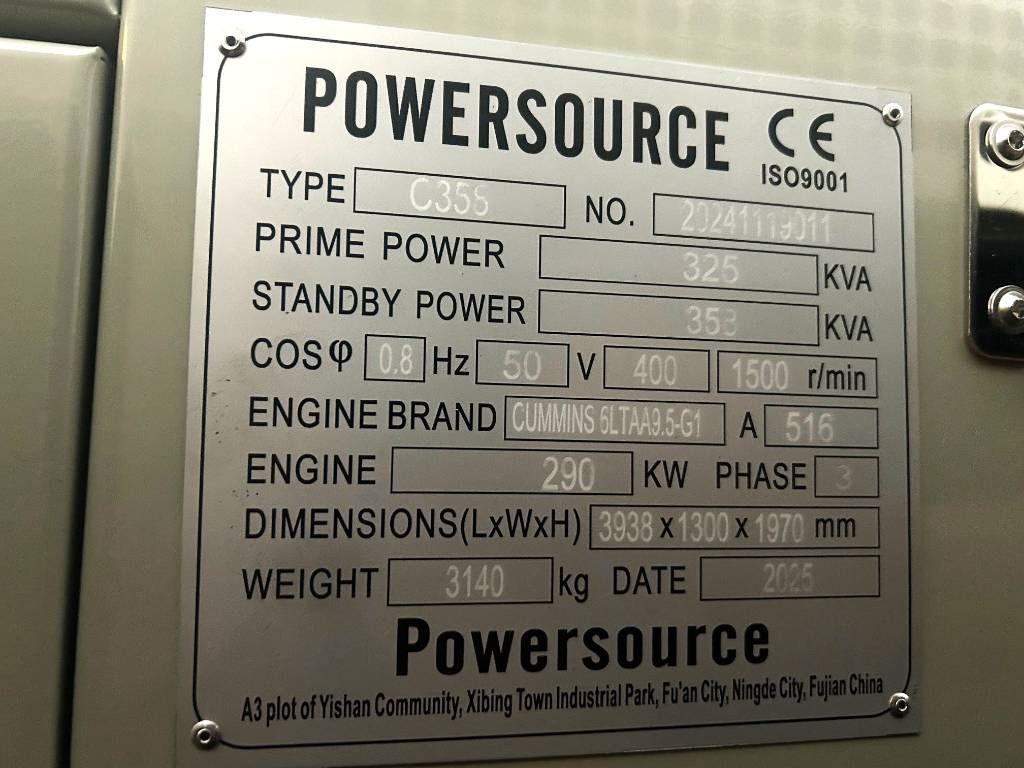 POWERSOURCE CE
ISO9001
TYPE C358 NO. 20241119011
PRIME POWER 325 KVA
STANDBY POWER 358 KVA
COSφ 0.8 Hz 50 V 400 1500 r/min
ENGINE BRAND CUMMINS 6LTAA9.5-G1 A 516
ENGINE 290 KW PHASE 3
DIMENSIONS(LxWxH) 3938 x 1300 x 1970 mm
WEIGHT 3140 kg DATE 2025
Powersource
A3 plot of Yishan Community, Xibing Town Industrial Park, Fu'an City, Ningde City, Fujian China